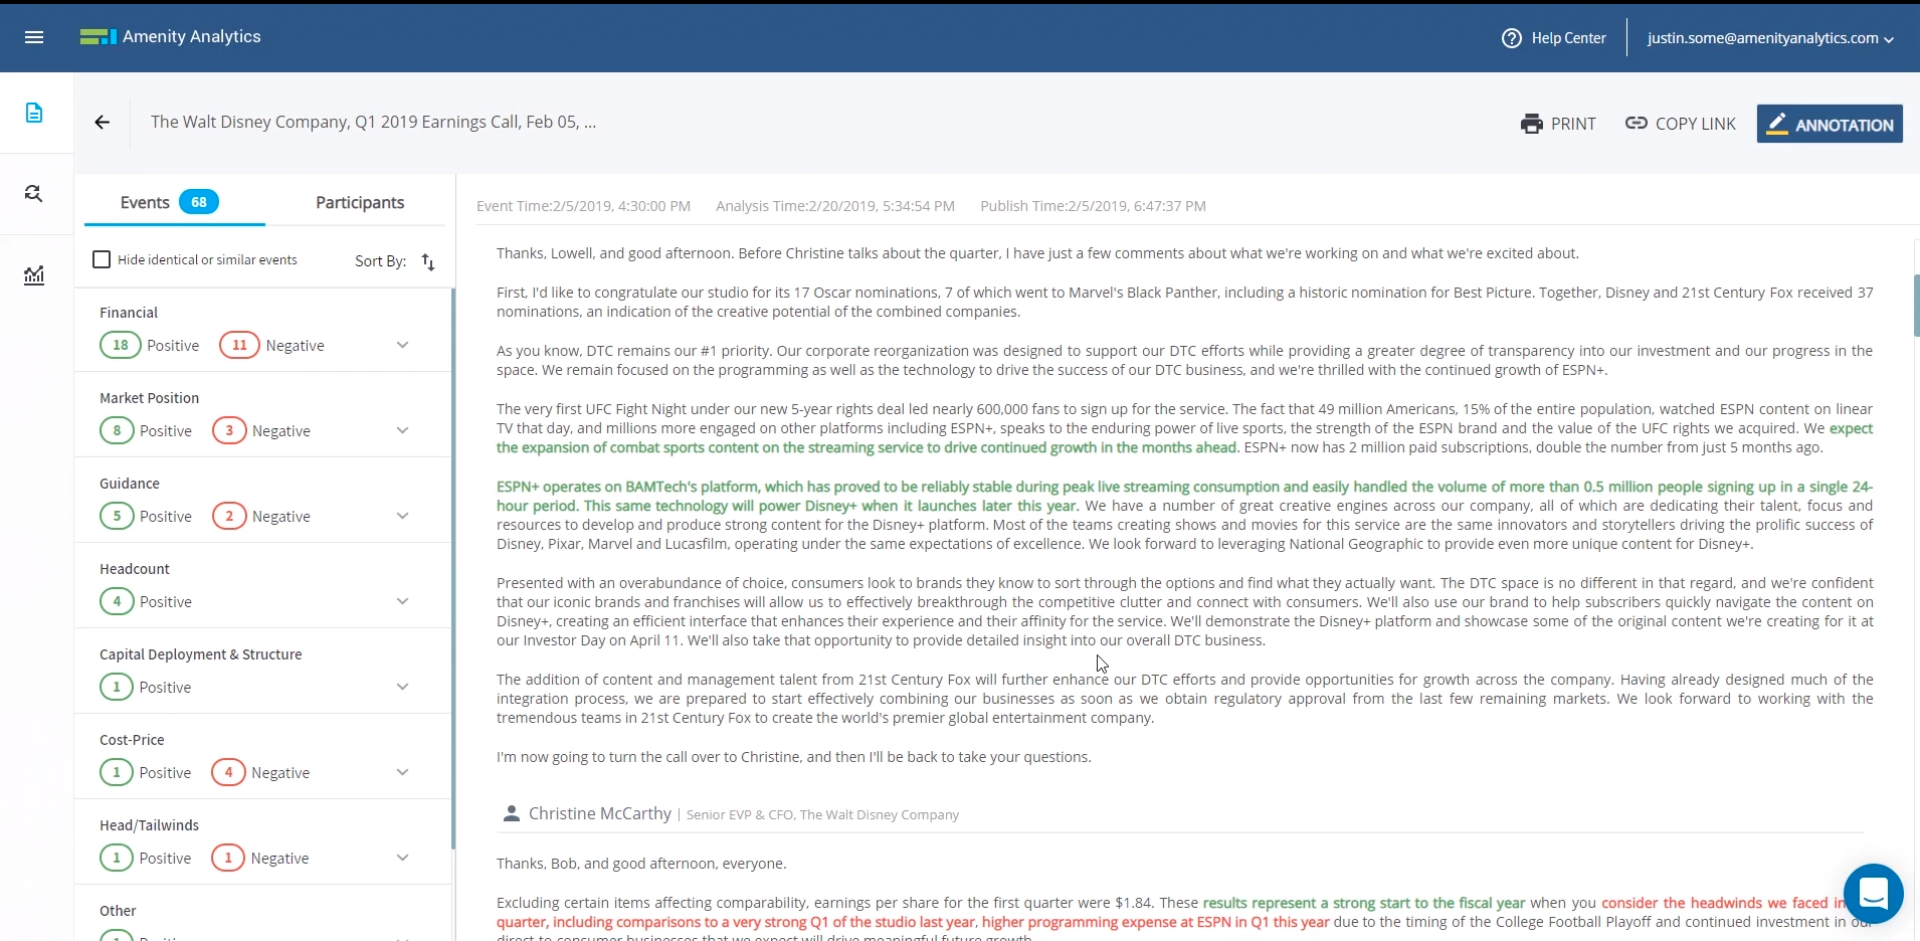 Amenity Analytics
Help Center
justin.some@amenityanalytics.com
The Walt Disney Company, Q1 2019 Earnings Call, Feb 05, ...
PRINT
COPY LINK
ANNOTATION
Events 68
Participants
Hide identical or similar events
Sort By:
Financial
18 Positive 11 Negative
Market Position
8 Positive 3 Negative
Guidance
5 Positive 2 Negative
Headcount
4 Positive
Capital Deployment & Structure
1 Positive
Cost-Price
1 Positive 4 Negative
Head/Tailwinds
1 Positive 1 Negative
Other
Event Time:2/5/2019, 4:30:00 PM Analysis Time:2/20/2019, 5:34:54 PM Publish Time:2/5/2019, 6:47:37 PM
Thanks, Lowell, and good afternoon. Before Christine talks about the quarter, I have just a few comments about what we're working on and what we're excited about.
First, I'd like to congratulate our studio for its 17 Oscar nominations, 7 of which went to Marvel's Black Panther, including a historic nomination for Best Picture. Together, Disney and 21st Century Fox received 37
nominations, an indication of the creative potential of the combined companies.
As you know, DTC remains our #1 priority. Our corporate reorganization was designed to support our DTC efforts while providing a greater degree of transparency into our investment and our progress in the
space. We remain focused on the programming as well as the technology to drive the success of our DTC business, and we're thrilled with the continued growth of ESPN+.
The very first UFC Fight Night under our new 5-year rights deal led nearly 600,000 fans to sign up for the service. The fact that 49 million Americans, 15% of the entire population, watched ESPN content on linear
TV that day, and millions more engaged on other platforms including ESPN+, speaks to the enduring power of live sports, the strength of the ESPN brand and the value of the UFC rights we acquired. We expect
the expansion of combat sports content on the streaming service to drive continued growth in the months ahead. ESPN+ now has 2 million paid subscriptions, double the number from just 5 months ago.
ESPN+ operates on BAMTech's platform, which has proved to be reliably stable during peak live streaming consumption and easily handled the volume of more than 0.5 million people signing up in a single 24-
hour period. This same technology will power Disney+ when it launches later this year. We have a number of great creative engines across our company, all of which are dedicating their talent, focus and
resources to develop and produce strong content for the Disney+ platform. Most of the teams creating shows and movies for this service are the same innovators and storytellers driving the prolific success of
Disney, Pixar, Marvel and Lucasfilm, operating under the same expectations of excellence. We look forward to leveraging National Geographic to provide even more unique content for Disney+.
Presented with an overabundance of choice, consumers look to brands they know to sort through the options and find what they actually want. The DTC space is no different in that regard, and we're confident
that our iconic brands and franchises will allow us to effectively breakthrough the competitive clutter and connect with consumers. We'll also use our brand to help subscribers quickly navigate the content on
Disney+, creating an efficient interface that enhances their experience and their affinity for the service. We'll demonstrate the Disney+ platform and showcase some of the original content we're creating for it at
our Investor Day on April 11. We'll also take that opportunity to provide detailed insight into our overall DTC business.
The addition of content and management talent from 21st Century Fox will further enhance our DTC efforts and provide opportunities for growth across the company. Having already designed much of the
integration process, we are prepared to start effectively combining our businesses as soon as we obtain regulatory approval from the last few remaining markets. We look forward to working with the
tremendous teams in 21st Century Fox to create the world's premier global entertainment company.
I'm now going to turn the call over to Christine, and then I'll be back to take your questions.
Christine McCarthy | Senior EVP & CFO, The Walt Disney Company
Thanks, Bob, and good afternoon, everyone.
Excluding certain items affecting comparability, earnings per share for the first quarter were $1.84. These results represent a strong start to the fiscal year when you consider the headwinds we faced in
quarter, including comparisons to a very strong Q1 of the studio last year, higher programming expense at ESPN in Q1 this year due to the timing of the College Football Playoff and continued investment in our
direct-to-consumer businesses that we expect will drive meaningful future growth.